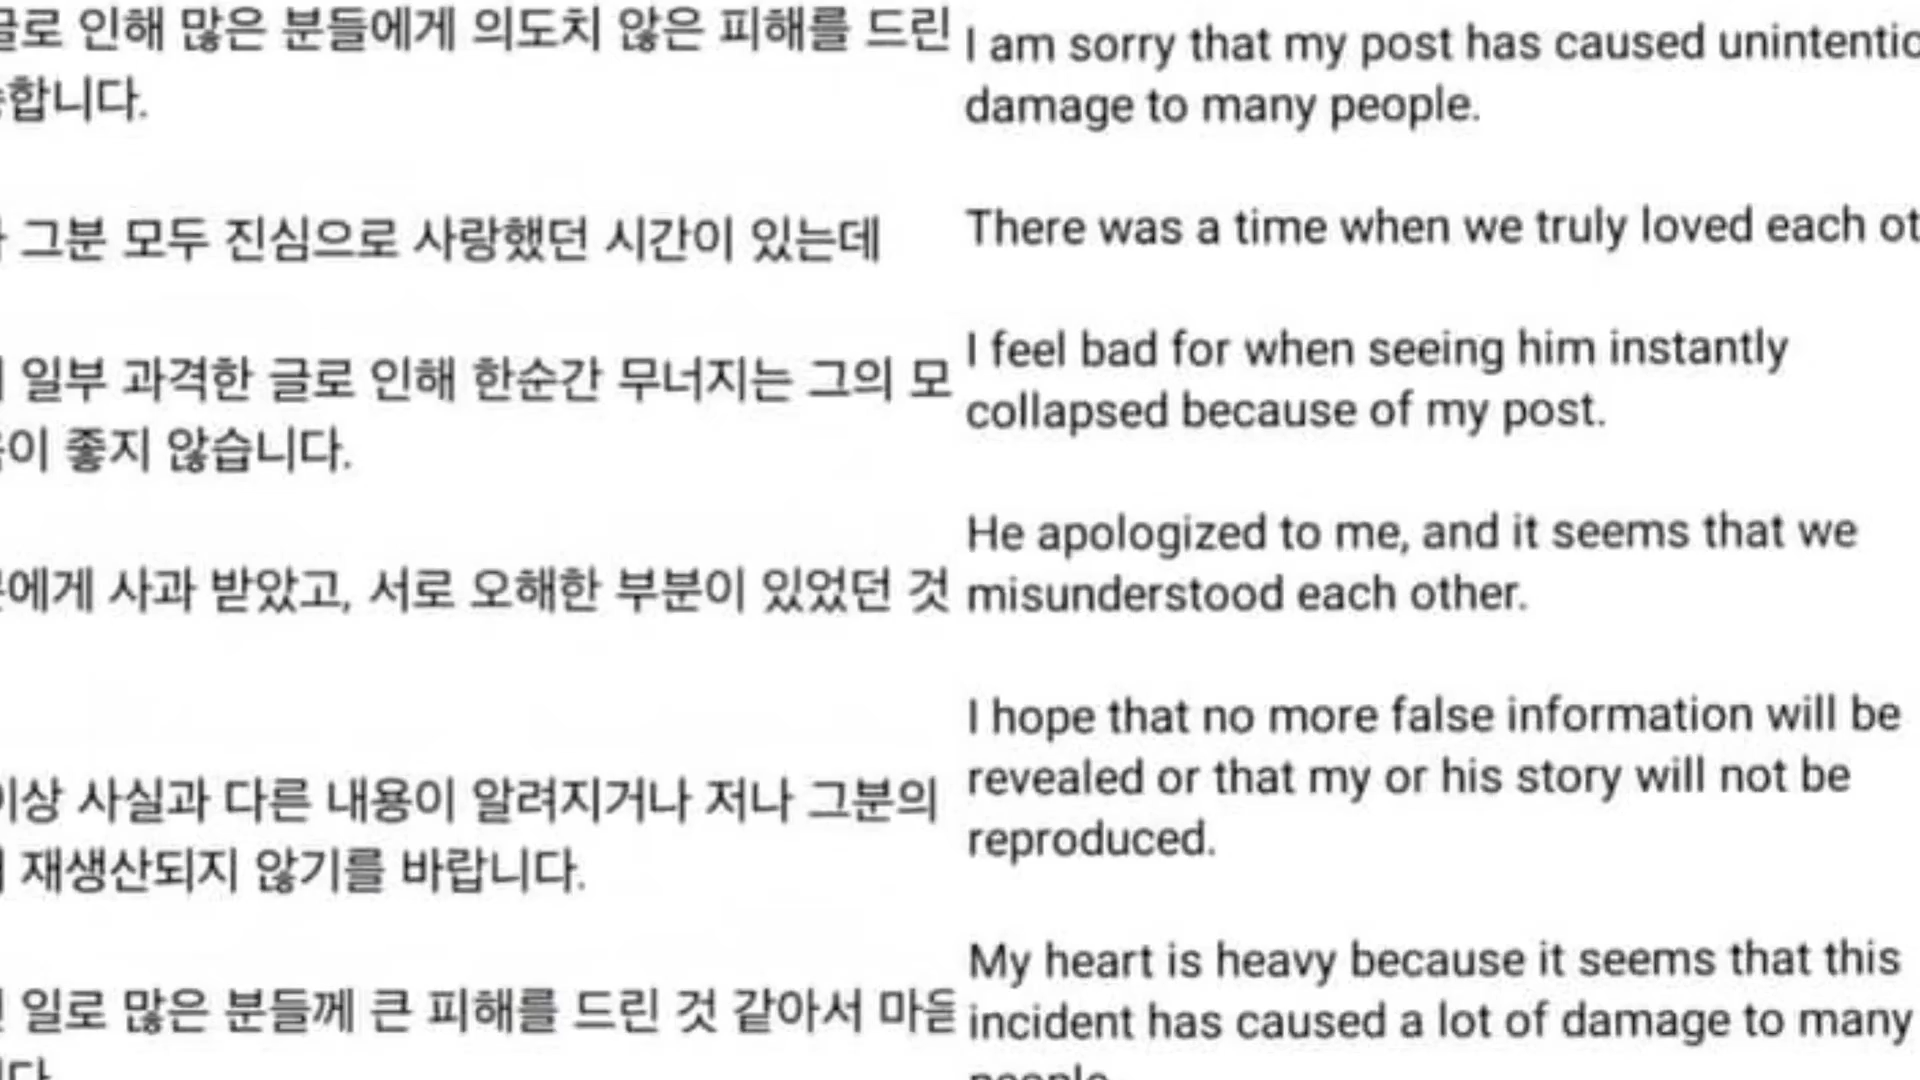 글로 인해 많은 분들에게 의도치 않은 피해를 드린
합니다.
그분 모두 진심으로 사랑했던 시간이 있는데
일부 과격한 글로 인해 한순간 무너지는 그의 모
좋지 않습니다.
사과 받았고, 서로 오해한 부분이 있었던 것
이상 사실과 다른 내용이 알려지거나 저나 그분의
재생산되지 않기를 바랍니다.
일로 많은 분들께 큰 피해를 드린 것 같아서
I am sorry that my post has caused
damage to many people.
There was a time when we truly loved each
I feel bad for when seeing him instantly
collapsed because of my post.
He apologized to me, and it seems that we
misunderstood each other.
I hope that no more false information will be
revealed or that my or his story will not be
reproduced.
My heart is heavy because it seems that this
incident has caused a lot of damage to many